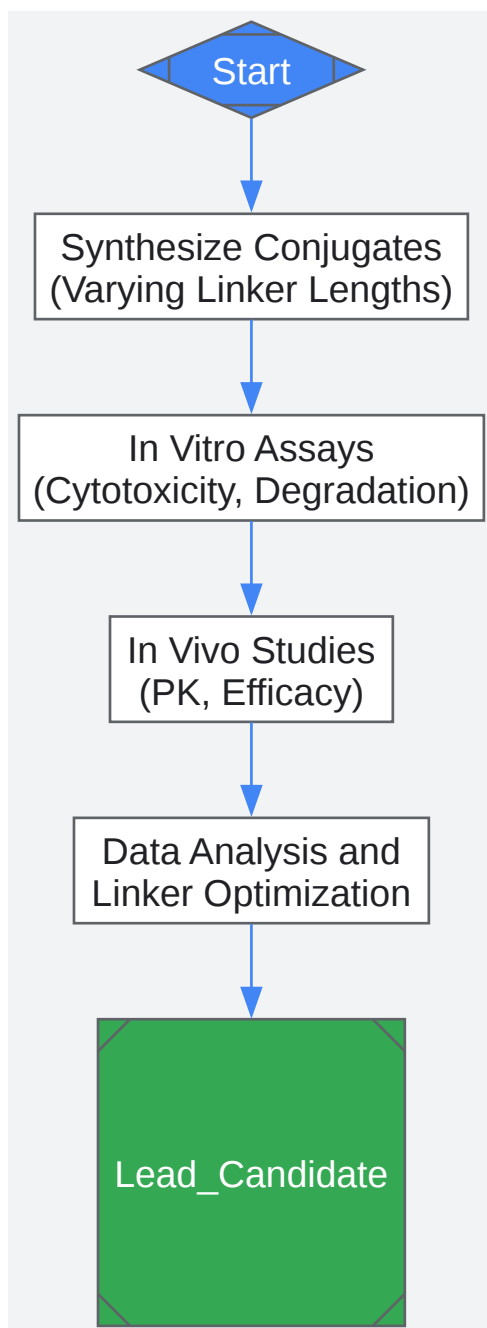 Start
Synthesize Conjugates
(Varying Linker Lengths)
In Vitro Assays
(Cytotoxicity, Degradation)
In Vivo Studies
(PK, Efficacy)
Data Analysis and
Linker Optimization
Lead_Candidate